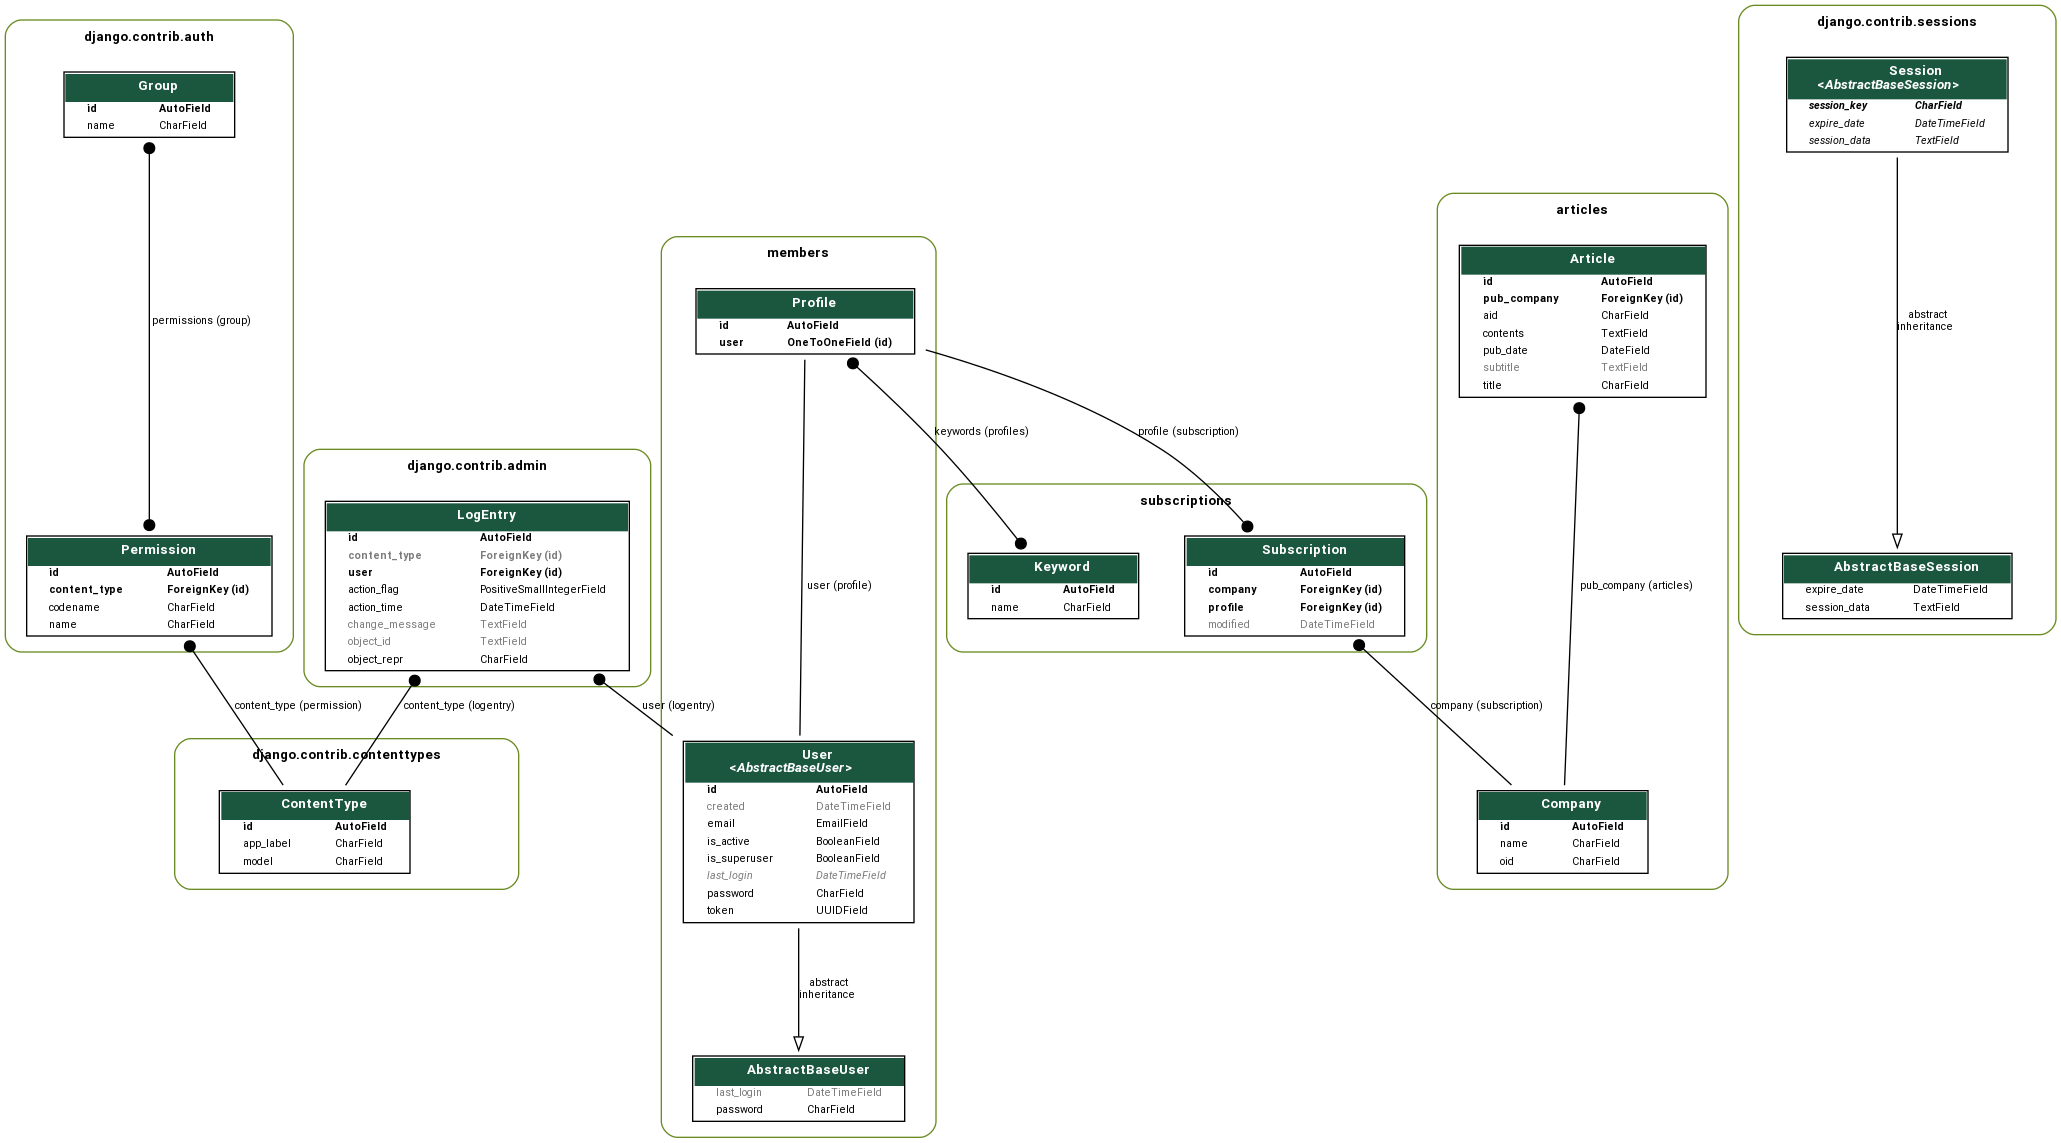 django.contrib.auth
Group
id AutoField
name CharField
permissions (group)
Permission
id AutoField
content_type ForeignKey (id)
codename CharField
name CharField
django.contrib.admin
LogEntry
id AutoField
content_type ForeignKey (id)
user ForeignKey (id)
action_flag PositiveSmallIntegerField
action_time DateTimeField
change_message TextField
object_id TextField
object_repr CharField
content_type (permission)
content_type (logentry)
user (logentry)
django.contrib.contenttypes
ContentType
id AutoField
app_label CharField
model CharField
members
Profile
id AutoField
user OneToOneField (id)
keywords (profiles)
profile (subscription)
user (profile)
User
<AbstractBaseUser>
id AutoField
created DateTimeField
email EmailField
is_active BooleanField
is_superuser BooleanField
last_login DateTimeField
password CharField
token UUIDField
abstract
inheritance
AbstractBaseUser
last_login DateTimeField
password CharField
subscriptions
Keyword
id AutoField
name CharField
Subscription
id AutoField
company ForeignKey (id)
profile ForeignKey (id)
modified DateTimeField
company (subscription)
articles
Article
id AutoField
pub_company ForeignKey (id)
aid CharField
contents TextField
pub_date DateField
subtitle TextField
title CharField
pub_company (articles)
Company
id AutoField
name CharField
oid CharField
django.contrib.sessions
Session
<AbstractBaseSession>
session_key CharField
expire_date DateTimeField
session_data TextField
abstract
inheritance
AbstractBaseSession
expire_date DateTimeField
session_data TextField